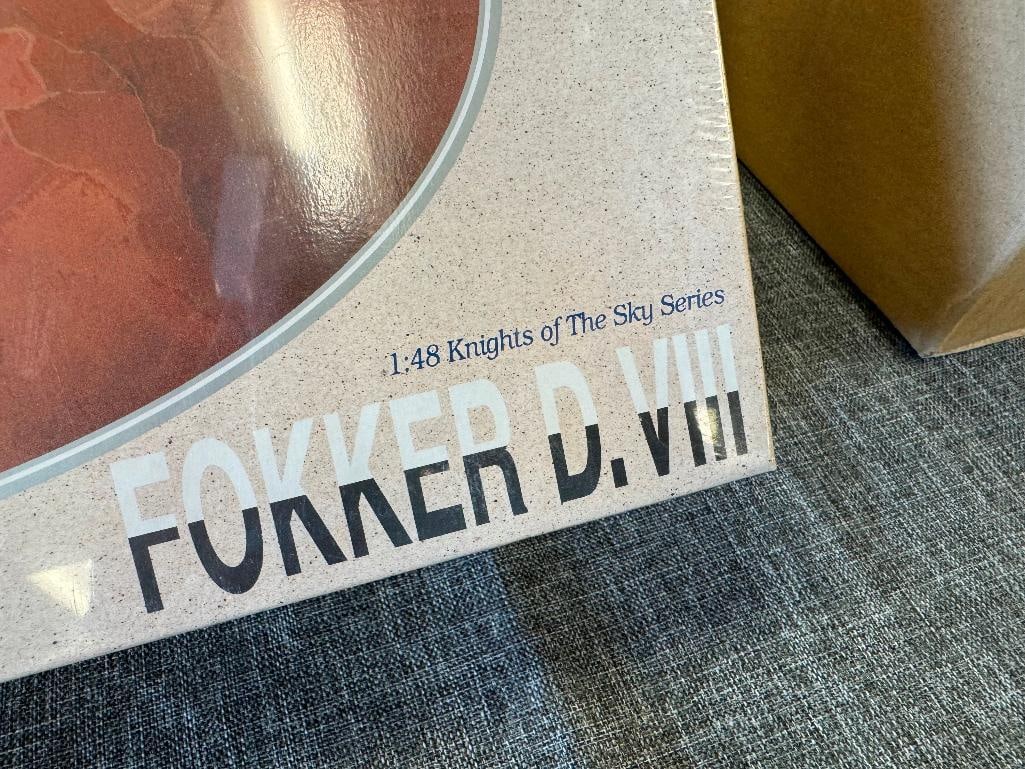 1:48 Knights of The Sky Series
FOKKER D.VIII